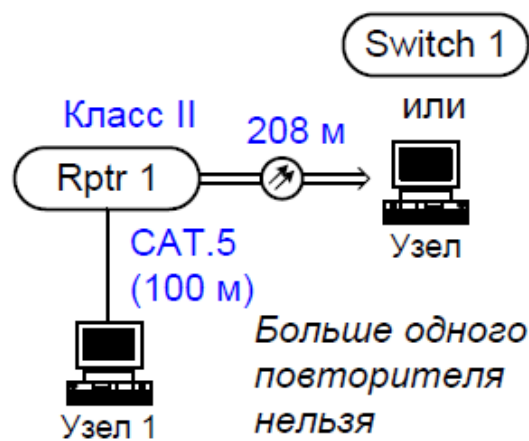 Switch 1
или
Класс II
208 м
Rptr 1
Узел
CAT.5
(100 м)
Узел 1
Больше одного
повторителя
нельзя